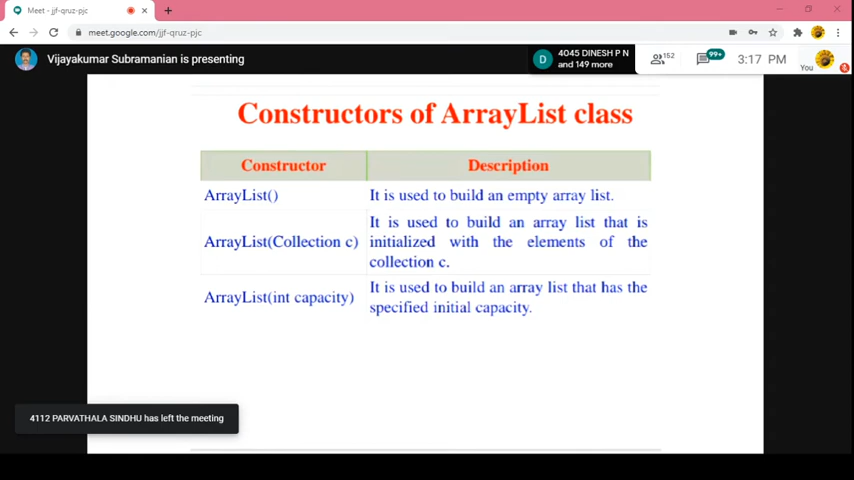 Meet - jjf-qruz-pjc
meet.google.com/jjf-qruz-pjc
Vijayakumar Subramanian is presenting
D
4045 DINESH P N
and 149 more
152
99+
3:17 PM
You
Constructors of ArrayList class
Constructor Description
ArrayList() It is used to build an empty array list.
It is used to build an array list that is
ArrayList(Collection c) initialized with the elements of the
collection c.
It is used to build an array list that has the
ArrayList(int capacity)
specified initial capacity.
4112 PARVATHALA SINDHU has left the meeting